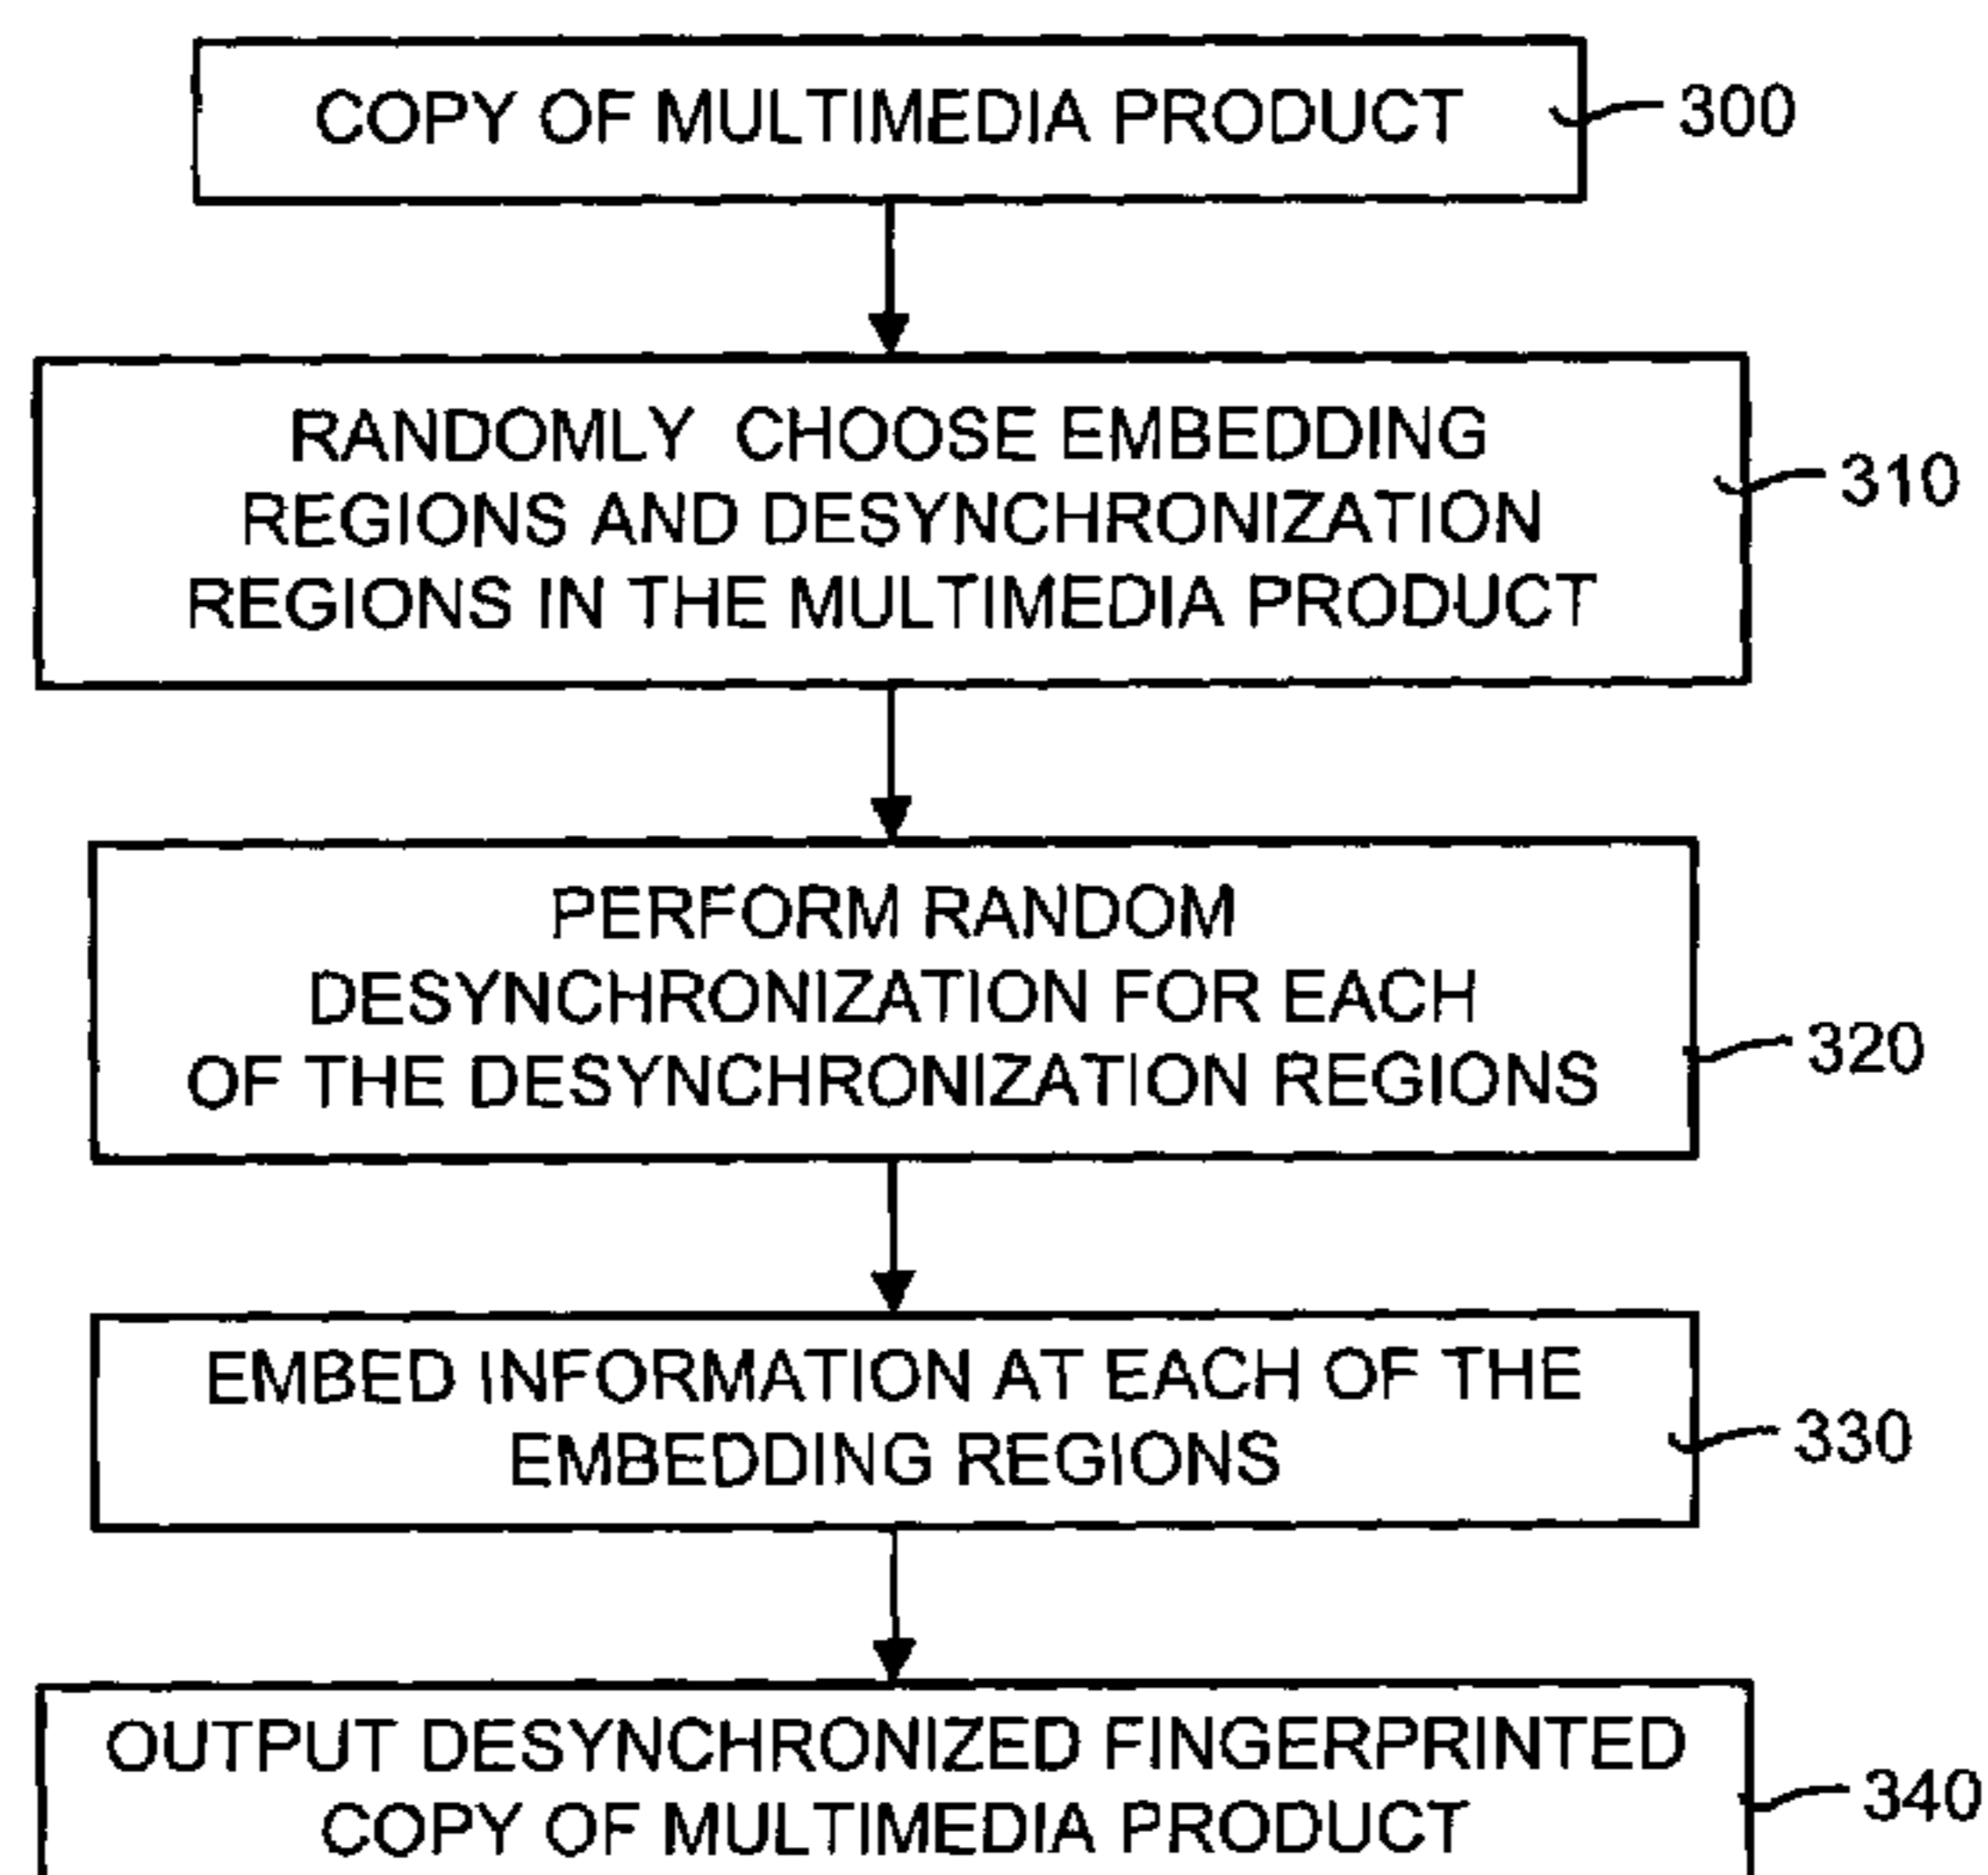 COPY OF MULTIMEDIA PRODUCT
300
RANDOMLY CHOOSE EMBEDDING
REGIONS AND DESYNCHRONIZATION
REGIONS IN THE MULTIMEDIA PRODUCT
310
PERFORM RANDOM
DESYNCHRONIZATION FOR EACH
OF THE DESYNCHRONIZATION REGIONS
320
EMBED INFORMATION AT EACH OF THE
EMBEDDING REGIONS
330
OUTPUT DESYNCHRONIZED FINGERPRINTED
COPY OF MULTIMEDIA PRODUCT
340